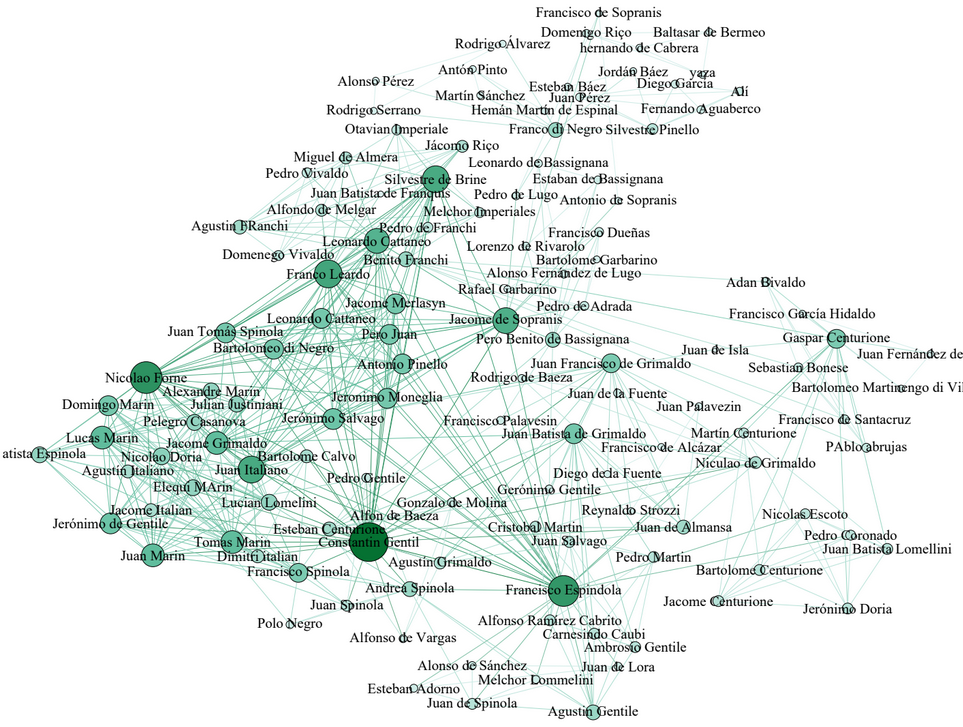 Francisco de Sopranis
Domenigo Riço
Baltasar de Bermeo
Rodrigo Álvarez
hernando de Cabrera
Antón Pinto
Jordán Báez
yaza
Alonso Pérez
Esteban Báez
Diego García
Alí
Martín Sánchez
Juan Pérez
Rodrigo Serrano
Hemán Martín de Espinal
Fernando Aguaberco
Otavian Imperiale
Franco di Negro
Silvestre Pinello
Jácomo Riço
Miguel de Almera
Leonardo de Bassignana
Pedro Vivaldo
Silvestre de Brine
Estaban de Bassignana
Juan Batista de Franquis
Pedro de Lugo
Antonio de Sopranis
Alfondo de Melgar
Melchor Imperiales
Agustin FRanchi
Pedro de Franchi
Francisco Dueñas
Leonardo Cattaneo
Lorenzo de Rivarolo
Domenego Vivaldo
Benito Franchi
Bartolome Garbarino
Franco Leardo
Alonso Fernández de Lugo
Adan Bivaldo
Rafael Garbarino
Jacome Merlasyn
Pedro de Adrada
Leonardo Cattaneo
Jacome de Sopranis
Francisco García Hidaldo
Juan Tomás Spinola
Pero Juan
Pero Benito de Bassignana
Gaspar Centurione
Bartolomeo di Negro
Juan de Isla
Juan Fernández de
Antonio Pinello
Juan Francisco de Grimaldo
Sebastian Bonese
Nicolao Forne
Rodrigo de Baeza
Bartolomeo Martinengo di Vil
Alexandre Marin
Juan de la Fuente
Domingo Marin
Julian Justiniani
Jeronimo Moneglia
Juan Palavezin
Pelegro Casanova
Jerónimo Salvago
Francisco Palavesin
Francisco de Santacruz
Lucas Marin
Jacome Grimaldo
Juan Batista de Grimaldo
Martín Centurione
atista Espinola
Nicolao Doria
Bartolome Calvo
Francisco de Alcázar
PAblo abrujas
Agustín Italiano
Juan Italiano
Niculao de Grimaldo
Pedro Gentile
Diego de la Fuente
Elequi MArin
Gerónimo Gentile
Lucian Lomelini
Gonzalo de Molina
Jacome Italian
Alfón de Baeza
Reynaldo Strozzi
Nicolas Escoto
Jerónimo de Gentile
Esteban Centurione
Cristobal Martin
Juan de Almansa
Pedro Coronado
Tomas Marin
Constantin Gentil
Juan Salvago
Juan Batista Lomellini
Juan Marin
Dimitri italian
Agustin Grimaldo
Pedro Martín
Francisco Spinola
Bartolome Centurione
Andrea Spinola
Francisco Espindola
Juan Spinola
Jacome Centurione
Jerónimo Doria
Polo Negro
Alfonso Ramírez Cabrito
Alfonso de Vargas
Carnesindo Caubi
Ambrosio Gentile
Alonso de Sánchez
Juan de Lora
Melchor Lommelini
Esteban Adorno
Juan de Spinola
Agustin Gentile